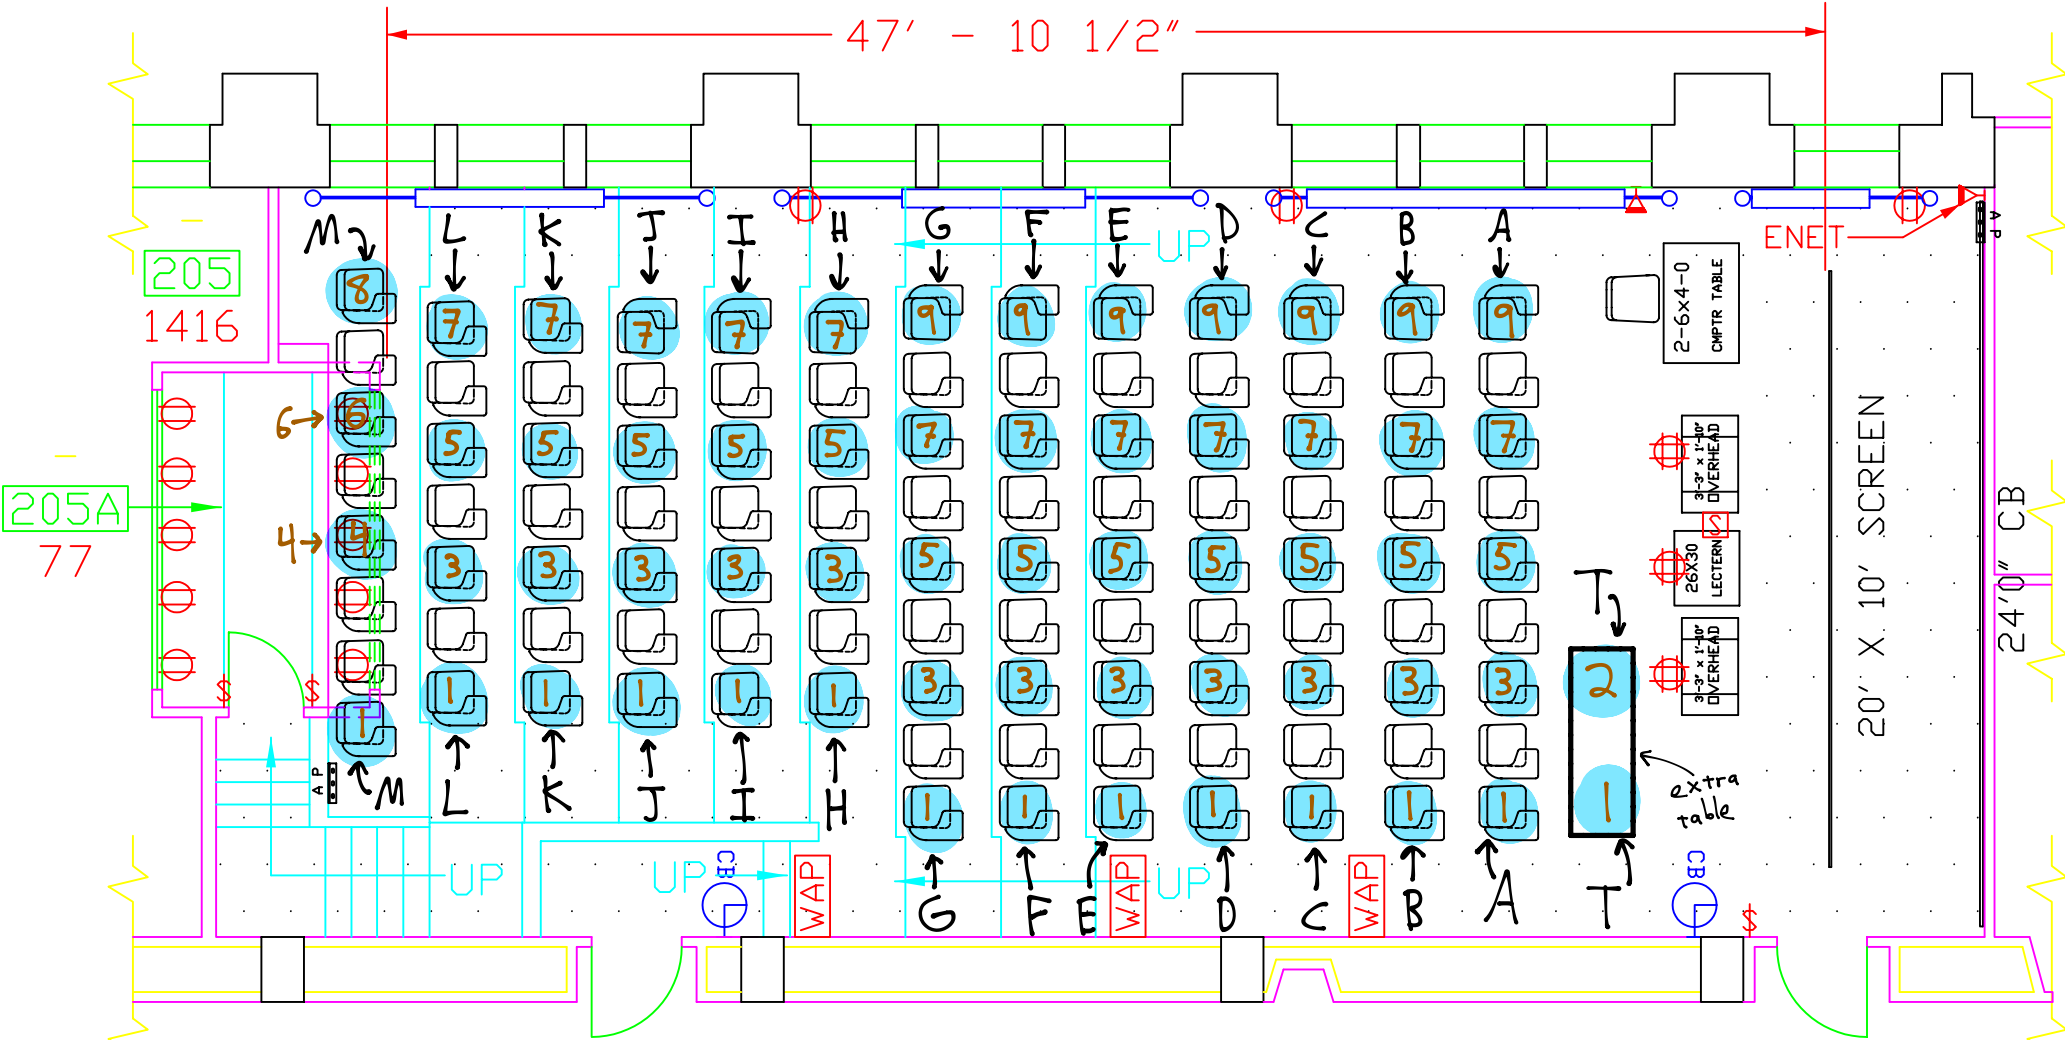 47' - 10 1/2"
M L K J I H G F E D C B A
UP
ENET
A P
205
1416
2-6x4-0
CMPTR TABLE
8 7 7 7 7 7 9 9 9 9 9 9 9
6 6 5 5 5 5 5 7 7 7 7 7 7 7
3'-3" x 1'-10"
OVERHEAD
20' X 10' SCREEN
24'0" CB
205A
77
4 4 3 3 3 3 3 5 5 5 5 5 5 5
S
26X30
LECTERN
T
3'-3" x 1'-10"
OVERHEAD
$ $
1 1 1 1 1 1 3 3 3 3 3 3 3 2
A P
M L K J I H
1 1 1 1 1 1 1 1
extra
table
UP UP CB WAP
G F E D C B A T
UP
WAP
WAP
CB
$